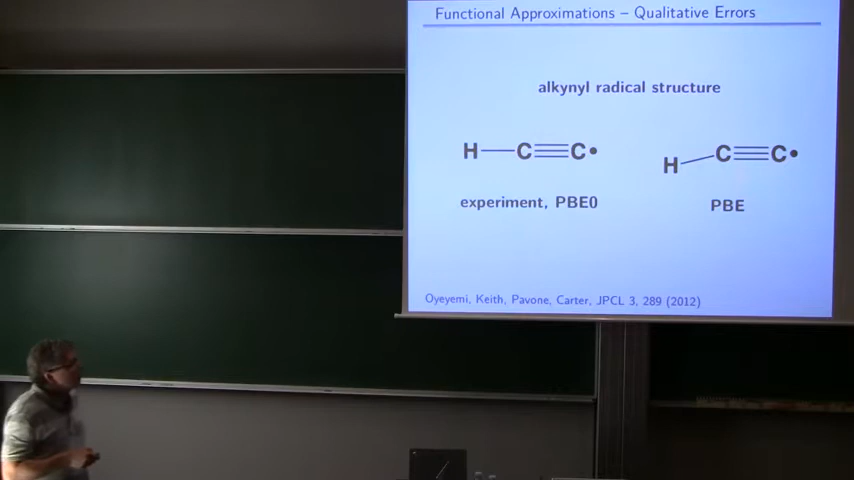 Functional Approximations – Qualitative Errors
alkynyl radical structure
H—C≡C•
H—C≡C•
experiment, PBE0
PBE
Oyeyemi, Keith, Pavone, Carter, JPCL 3, 289 (2012)